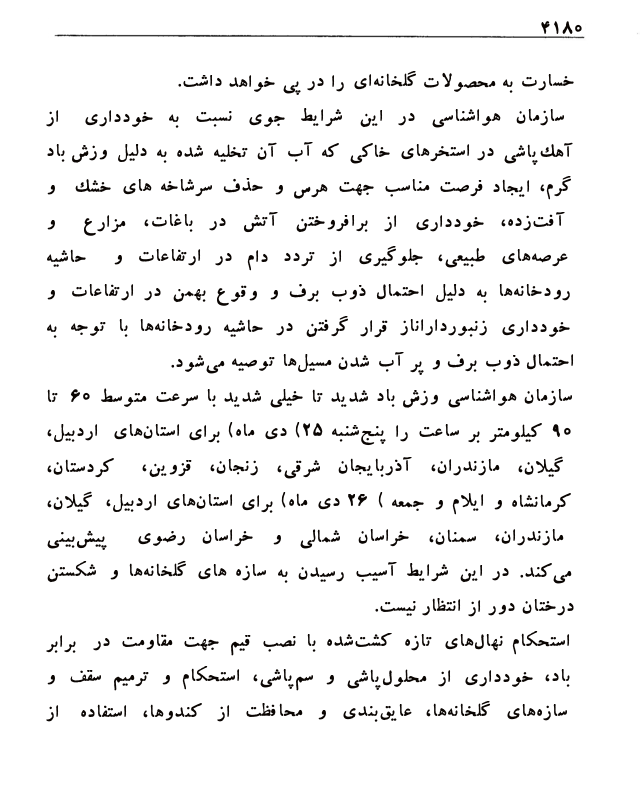 ۴۱۸۰
خسارت به محصولات گلخانه‌ای را در پی خواهد داشت.
سازمان هواشناسی در این شرایط جوی نسبت به خودداری از
آهك‌پاشی در استخرهای خاکی که آب آن تخلیه شده به دلیل وزش باد
گرم، ایجاد فرصت مناسب جهت هرس و حذف سرشاخه های خشك و
آفت‌زده، خودداری از برافروختن آتش در باغات، مزارع و
عرصه‌های طبیعی، جلوگیری از تردد دام در ارتفاعات و حاشیه
رودخانه‌ها به دلیل احتمال ذوب برف و وقوع بهمن در ارتفاعات و
خودداری زنبورداراناز قرار گرفتن در حاشیه رودخانه‌ها با توجه به
احتمال ذوب برف و پر آب شدن مسیل‌ها توصیه می‌شود.
سازمان هواشناسی وزش باد شدید تا خیلی شدید با سرعت متوسط ۶۰ تا
۹۰ کیلومتر بر ساعت را پنج‌شنبه ۲۵) دی ماه) برای استان‌های اردبیل،
گیلان، مازندران، آذربایجان شرقی، زنجان، قزوین، کردستان،
کرمانشاه و ایلام و جمعه ) ۲۶ دی ماه) برای استان‌های اردبیل، گیلان،
مازندران، سمنان، خراسان شمالی و خراسان رضوی پیش‌بینی
می‌کند. در این شرایط آسیب رسیدن به سازه های گلخانه‌ها و شکستن
درختان دور از انتظار نیست.
استحکام نهال‌های تازه کشت‌شده با نصب قیم جهت مقاومت در برابر
باد، خودداری از محلول‌پاشی و سم‌پاشی، استحکام و ترمیم سقف و
سازه‌های گلخانه‌ها، عایق‌بندی و محافظت از کندوها، استفاده از